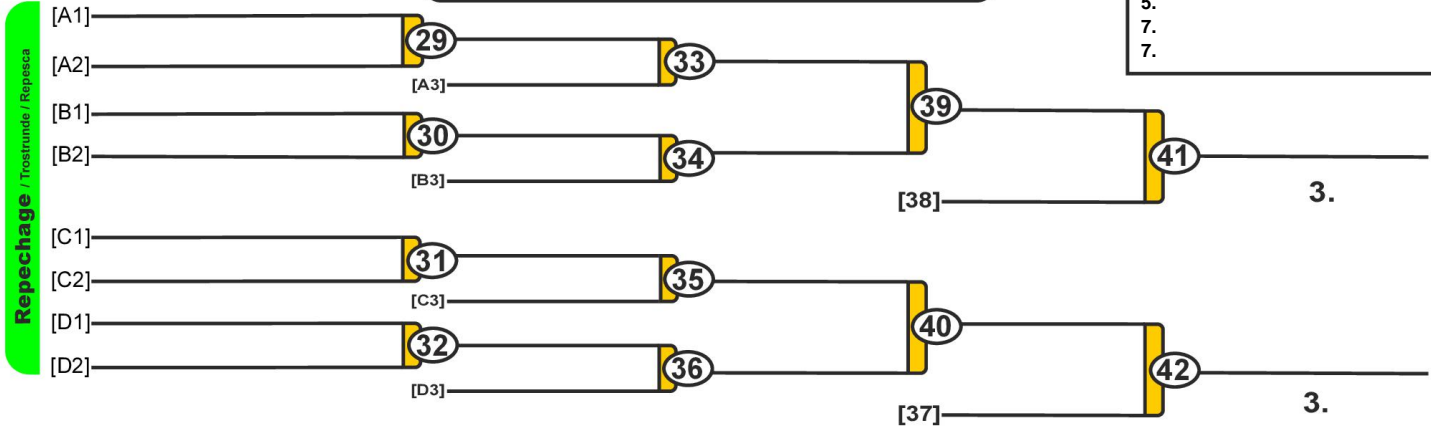 Repechage / Trostrunde / Repesca
[A1]
29
[A2]
33
[A3]
[B1]
30
[B2]
34
[B3]
39
41
3.
[38]
[C1]
31
[C2]
35
[C3]
[D1]
32
[D2]
36
[D3]
40
42
3.
[37]
5.
7.
7.